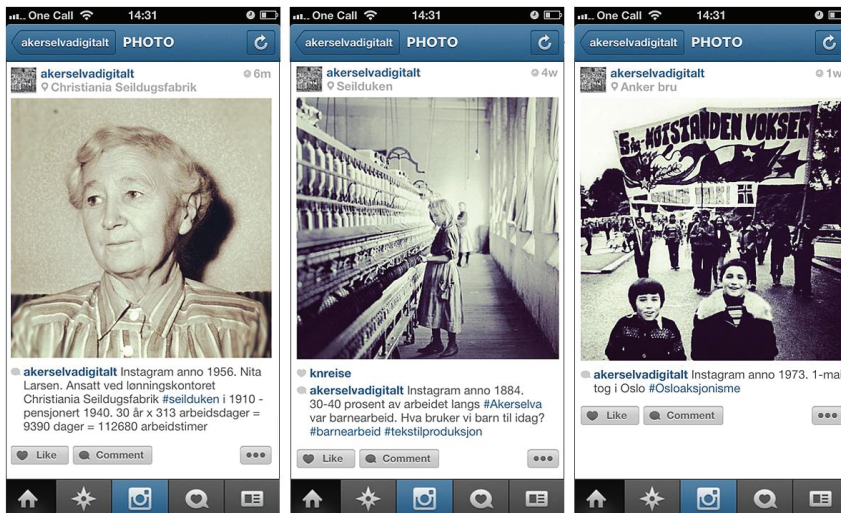 One Call 14:31
akerselvadigitalt PHOTO
akerselvadigitalt
6m
Christiania Seildugsfabrik
akerselvadigitalt Instagram anno 1956. Nita
Larsen. Ansatt ved lønningskontoret
Christiania Seildugsfabrik #seilduken i 1910 -
pensjonert 1940. 30 år x 313 arbeidsdager =
9390 dager = 112680 arbeidstimer
Like Comment
One Call 14:31
akerselvadigitalt PHOTO
akerselvadigitalt
4w
Seilduken
knreise
akerselvadigitalt Instagram anno 1884.
30-40 prosent av arbeidet langs #Akerselva
var barnearbeid. Hva bruker vi barn til idag?
#barnearbeid #tekstilproduksjon
Like Comment
One Call 14:31
akerselvadigitalt PHOTO
akerselvadigitalt
1w
Anker bru
MOTSTANDEN VOKSER
akerselvadigitalt Instagram anno 1973. 1-mai
tog i Oslo #Osloaksjonisme
Like Comment